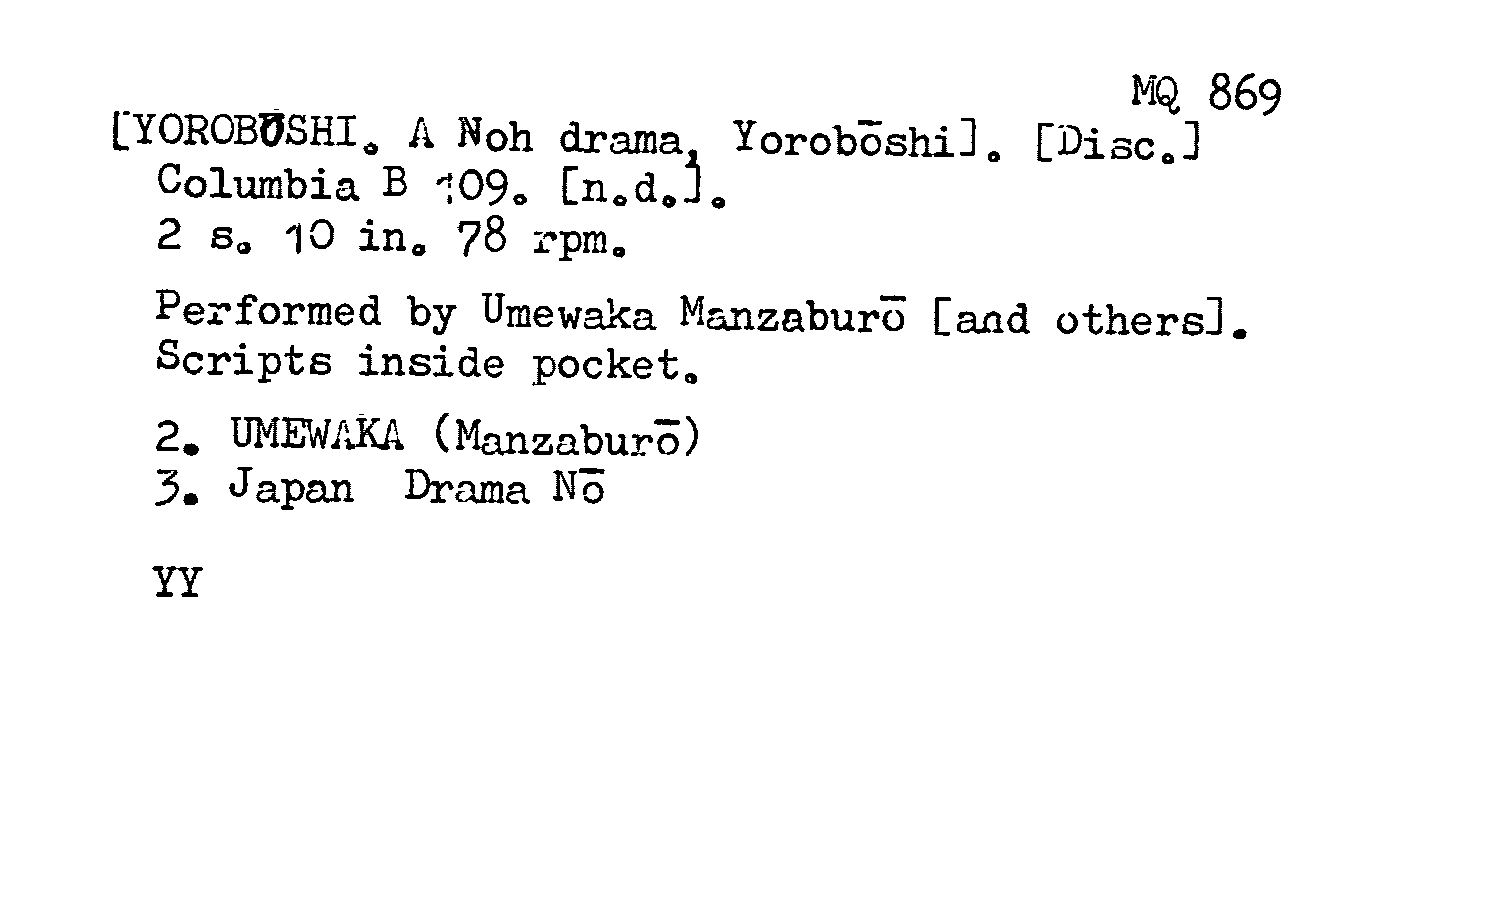 MQ 869
[YOROBŌSHI. A Noh drama, Yorobōshi]. [Disc.]
Columbia B 109. [n.d.].
2 s. 10 in. 78 rpm.
Performed by Umewaka Manzaburō [and others].
Scripts inside pocket.
2. UMEWAKA (Manzaburō)
3. Japan  Drama Nō
YY